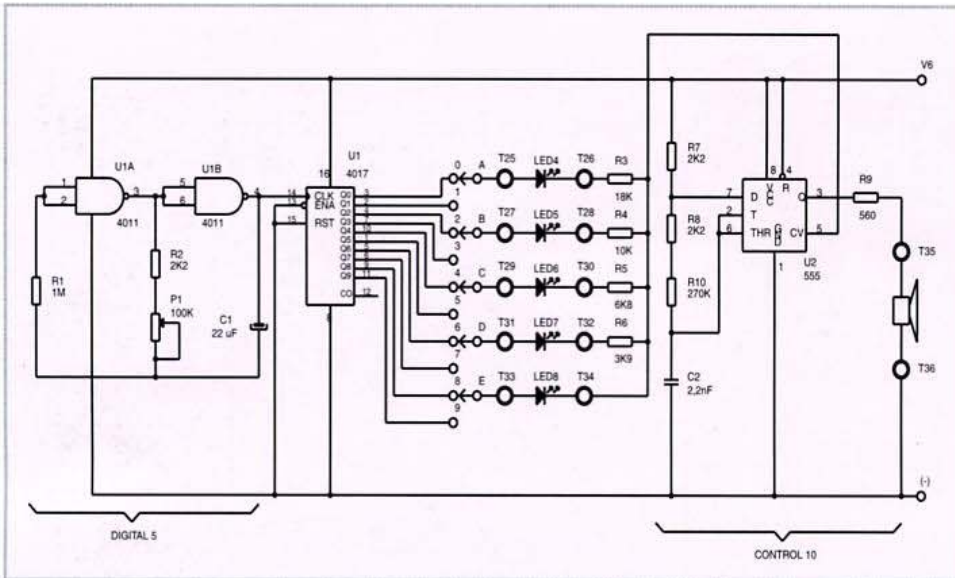 V6
U1A
1
2
3
4011
U1B
5
6
4
4011
R2
2K2
P1
100K
R1
1M
C1
22 uF
U1
4017
16
14
13
15
CLK
ENA
RST
Q0
Q1
Q2
Q3
Q4
Q5
Q6
Q7
Q8
Q9
CO
3
10
11
12
8
0 A T25 LED4 T26 R3
1
18K
2 B T27 LED5 T28 R4
3
10K
4 C T29 LED6 T30 R5
5
6K8
6 D T31 LED7 T32 R6
7
3K9
8 E T33 LED8 T34
9
R7
2K2
R8
2K2
R10
270K
C2
2,2nF
8 4
7
2
6
VCC R
D
T
THR
GND
Q
CV
3
5
1
U2
555
R9
560
T35
T36
(-)
DIGITAL 5
CONTROL 10